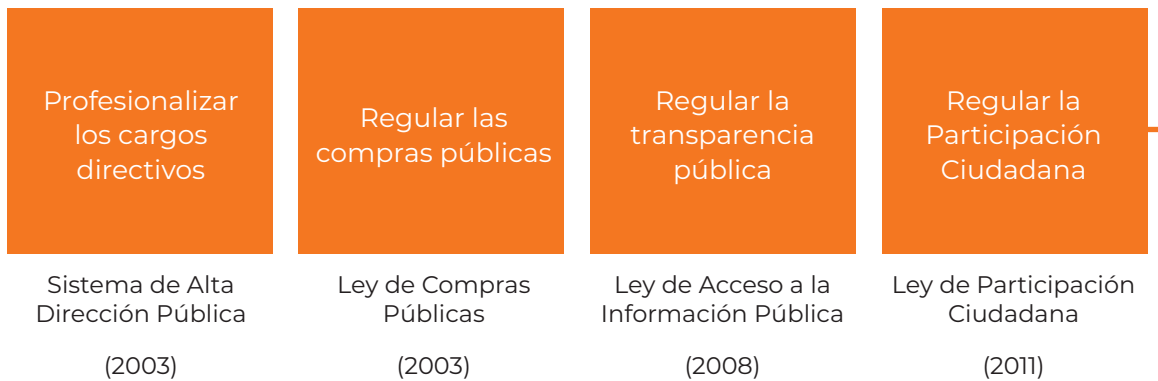 Profesionalizar
los cargos
directivos
Regular las
compras públicas
Regular la
transparencia
pública
Regular la
Participación
Ciudadana
Sistema de Alta
Dirección Pública
(2003)
Ley de Compras
Públicas
(2003)
Ley de Acceso a la
Información Pública
(2008)
Ley de Participación
Ciudadana
(2011)